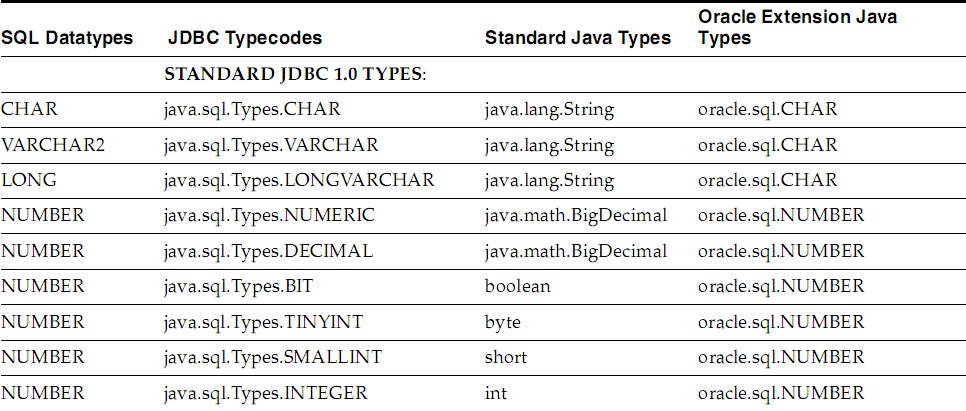 SQL Datatypes JDBC Typecodes Standard Java Types Oracle Extension Java Types
STANDARD JDBC 1.0 TYPES:
CHAR java.sql.Types.CHAR java.lang.String oracle.sql.CHAR
VARCHAR2 java.sql.Types.VARCHAR java.lang.String oracle.sql.CHAR
LONG java.sql.Types.LONGVARCHAR java.lang.String oracle.sql.CHAR
NUMBER java.sql.Types.NUMERIC java.math.BigDecimal oracle.sql.NUMBER
NUMBER java.sql.Types.DECIMAL java.math.BigDecimal oracle.sql.NUMBER
NUMBER java.sql.Types.BIT boolean oracle.sql.NUMBER
NUMBER java.sql.Types.TINYINT byte oracle.sql.NUMBER
NUMBER java.sql.Types.SMALLINT short oracle.sql.NUMBER
NUMBER java.sql.Types.INTEGER int oracle.sql.NUMBER